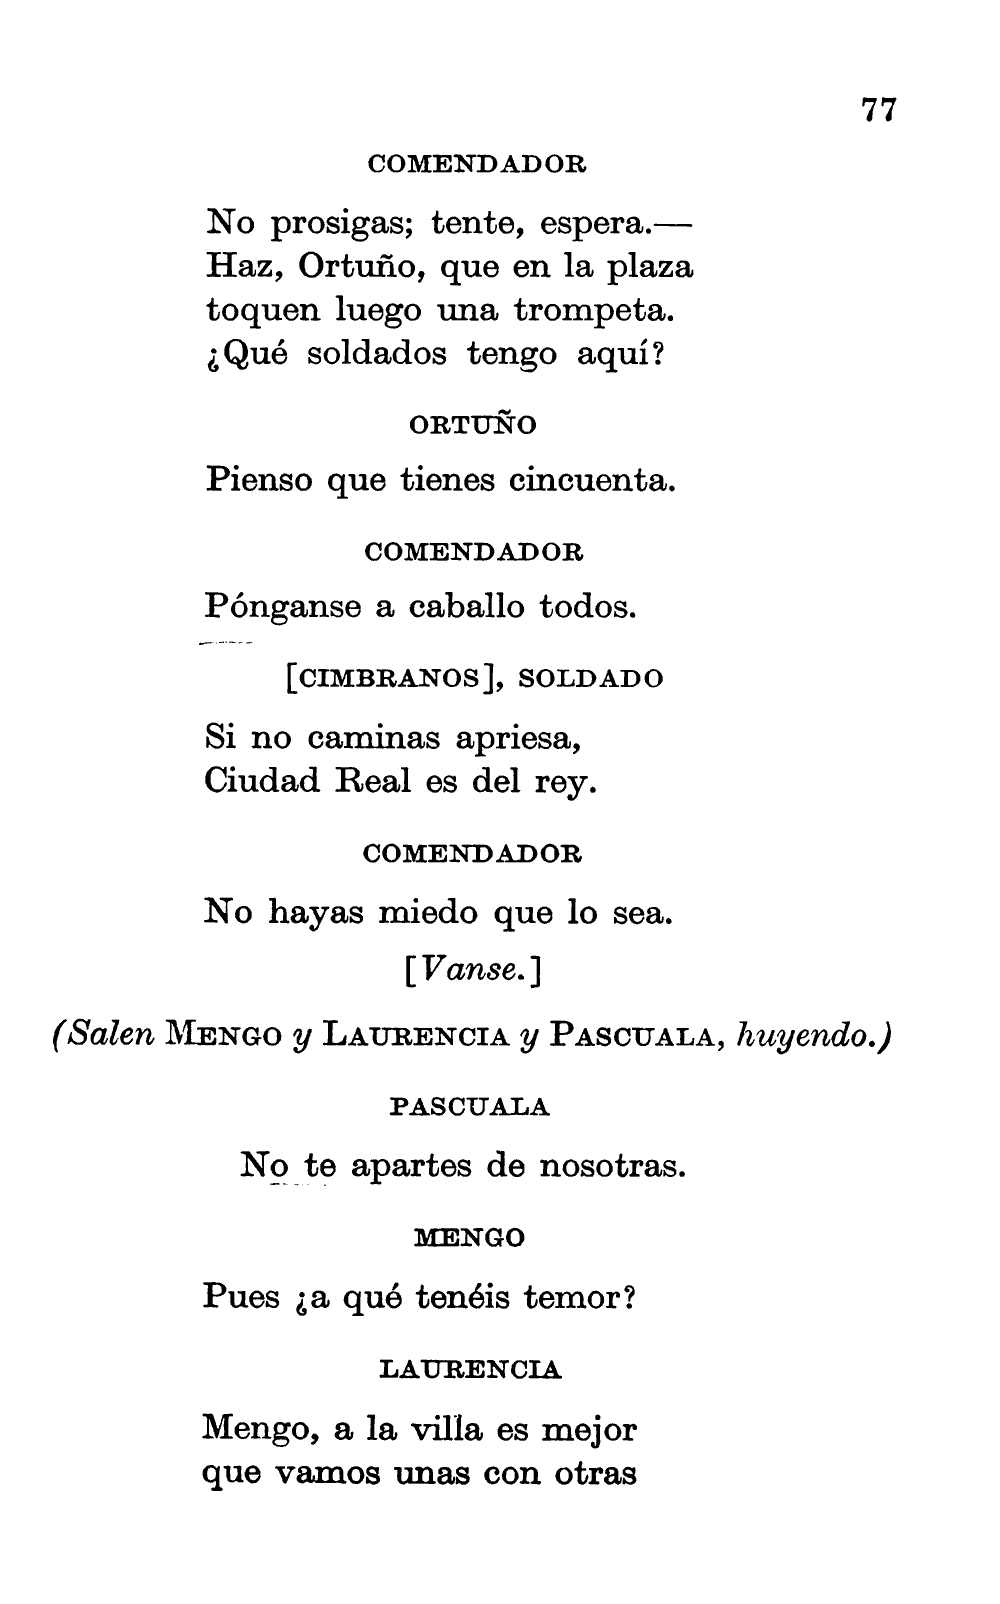 77
COMENDADOR
No prosigas; tente, espera.—
Haz, Ortuño, que en la plaza
toquen luego una trompeta.
¿Qué soldados tengo aquí?
ORTUÑO
Pienso que tienes cincuenta.
COMENDADOR
Pónganse a caballo todos.
[CIMBRANOS], SOLDADO
Si no caminas apriesa,
Ciudad Real es del rey.
COMENDADOR
No hayas miedo que lo sea.
[Vanse.]
(Salen MENGO y LAURENCIA y PASCUALA, huyendo.)
PASCUALA
No te apartes de nosotras.
MENGO
Pues ¿a qué tenéis temor?
LAURENCIA
Mengo, a la villa es mejor
que vamos unas con otras